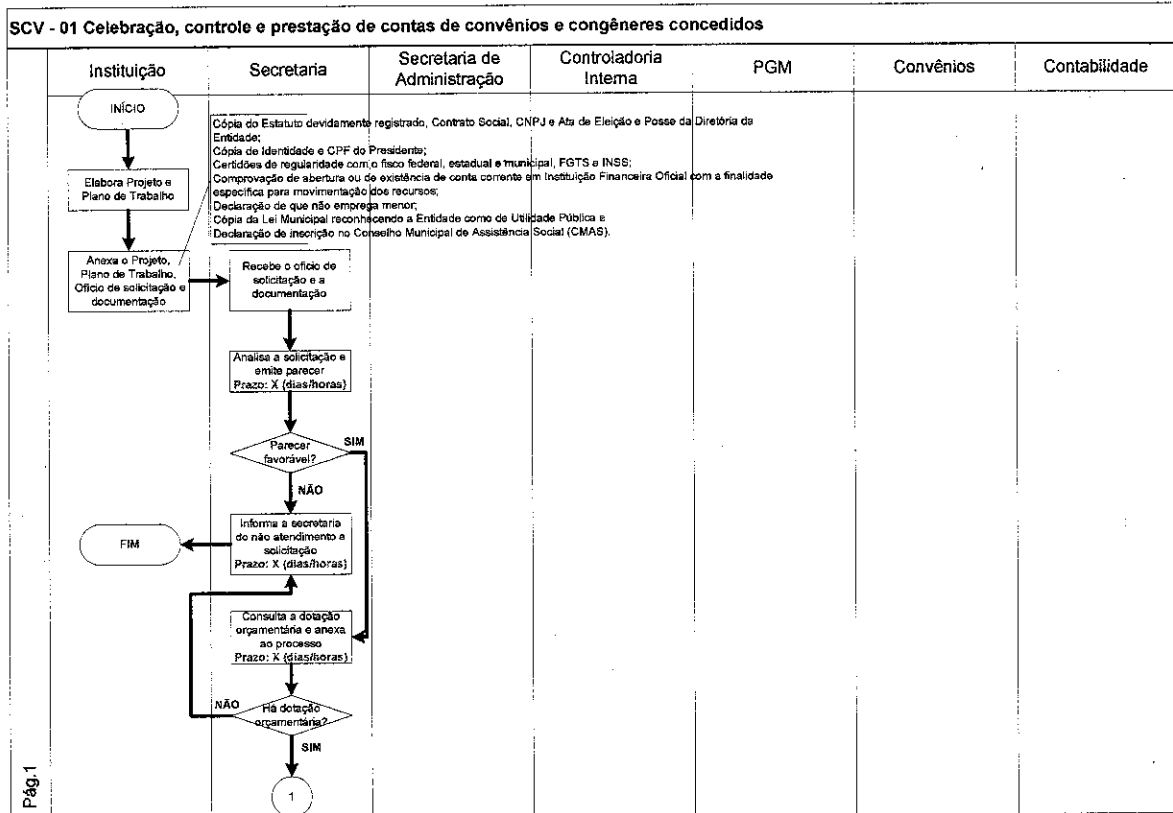 SCV - 01 Celebração, controle e prestação de contas de convênios e congêneres concedidos
Instituição
Secretaria
Secretaria de
Administração
Controladoria
Interna
PGM
Convênios
Contabilidade
INÍCIO
Cópia do Estatuto devidamente registrado, Contrato Social, CNPJ e Ata de Eleição e Posse da Diretória da
Entidade;
Cópia de Identidade e CPF do Presidente;
Certidões de regularidade com o fisco federal, estadual e municipal, FGTS e INSS;
Comprovação de abertura ou de existência de conta corrente em Instituição Financeira Oficial com a finalidade
específica para movimentação dos recursos;
Declaração de que não emprega menor;
Cópia da Lei Municipal reconhecendo a Entidade como de Utilidade Pública e
Declaração de inscrição no Conselho Municipal de Assistência Social (CMAS).
Elabora Projeto e
Plano de Trabalho
Anexa o Projeto,
Plano de Trabalho,
Ofício de solicitação e
documentação
Recebe o oficio de
solicitação e a
documentação
Analisa a solicitação e
emite parecer
Prazo: X (dias/horas)
Parecer
favorável?
SIM
NÃO
Informa a secretaria
do não atendimento a
solicitação
Prazo: X (dias/horas)
FIM
Consulta a dotação
orçamentária e anexa
ao processo
Prazo: X (dias/horas)
NÃO
Há dotação
orçamentária?
SIM
1
Pág.1